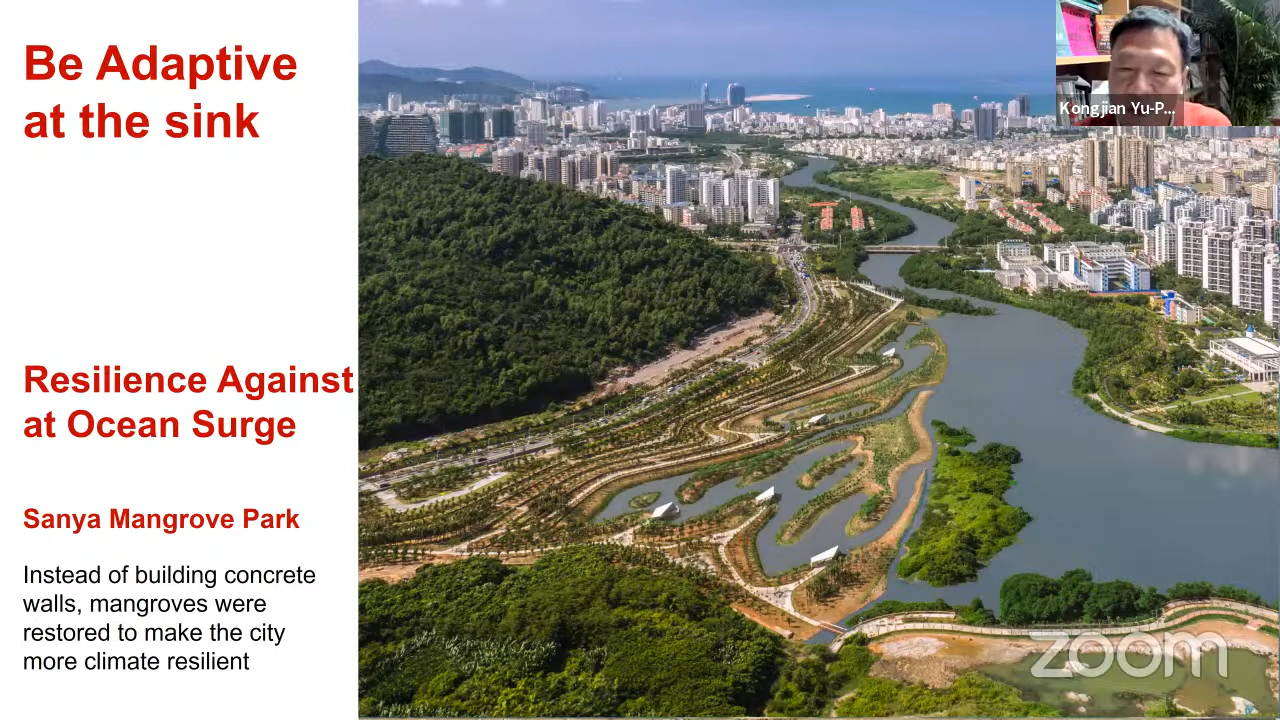 Be Adaptive
at the sink
Kongjian Yu-P...
Resilience Against
at Ocean Surge
Sanya Mangrove Park
Instead of building concrete
walls, mangroves were
restored to make the city
more climate resilient
zoom